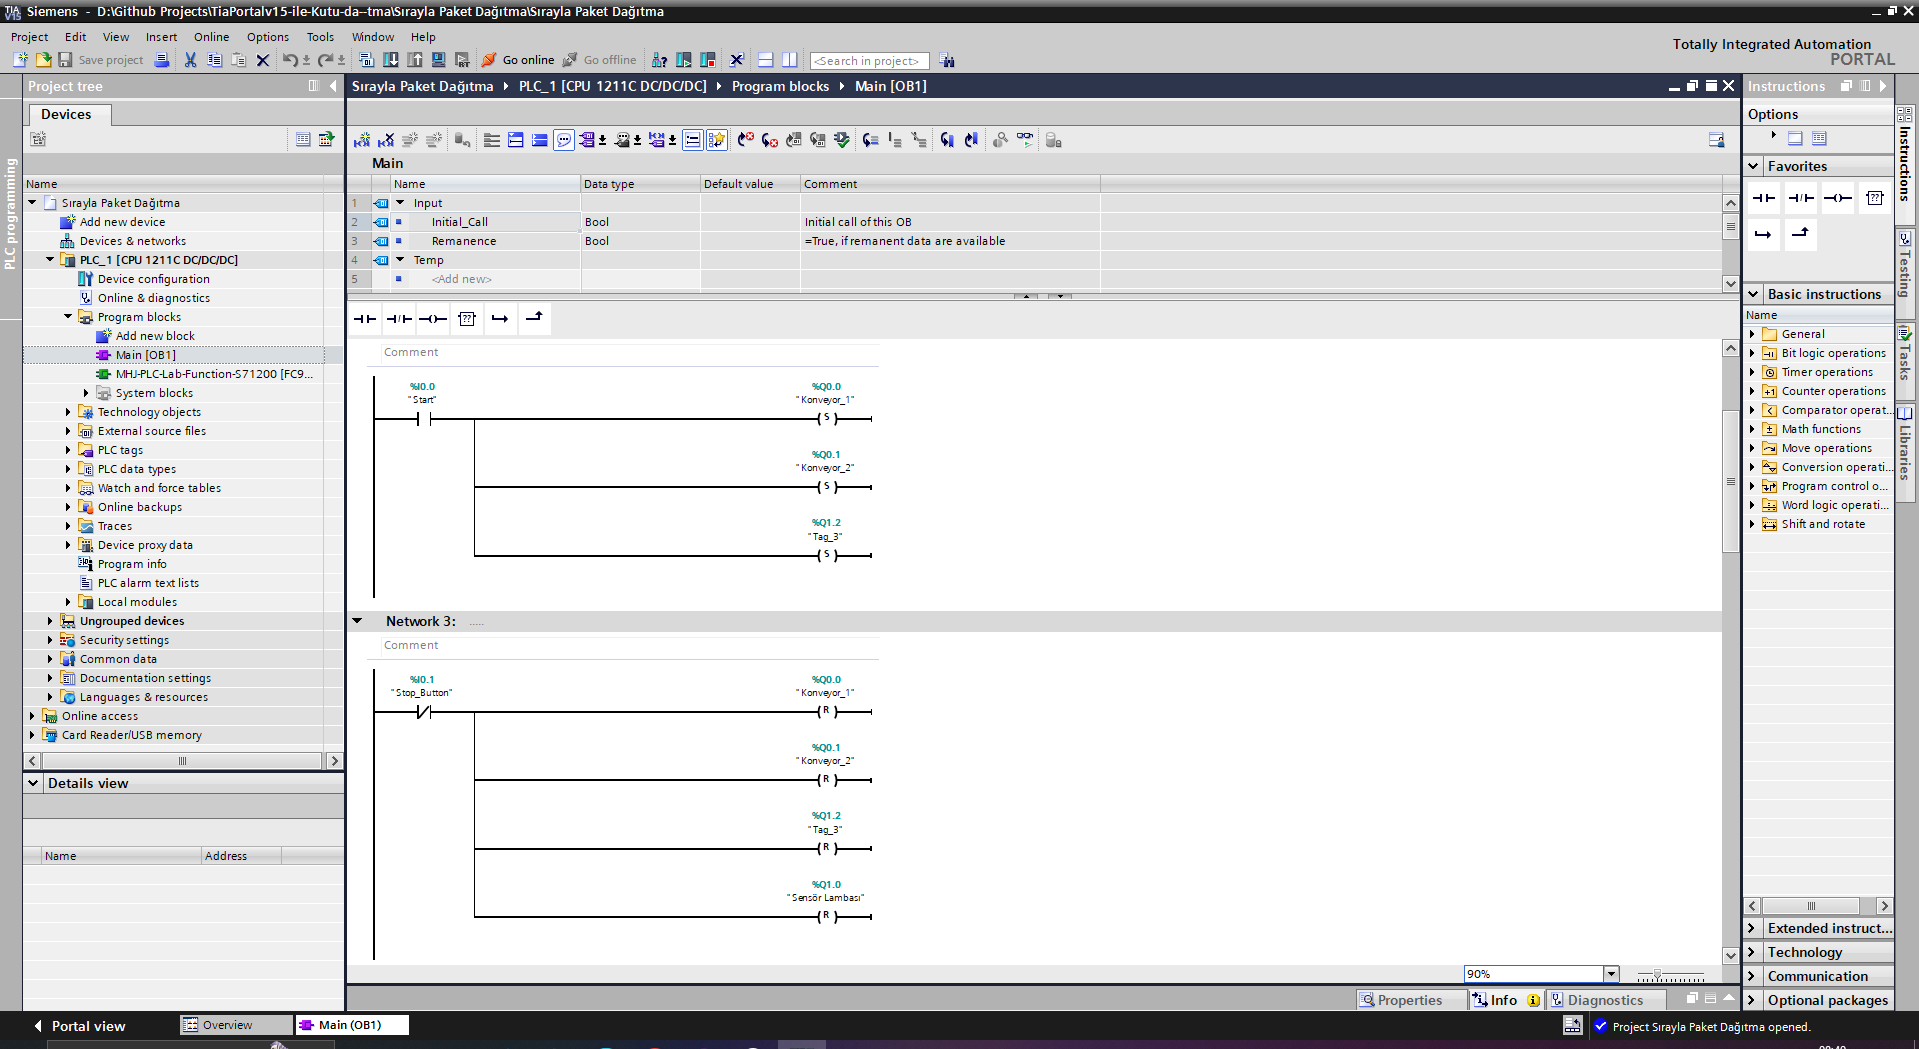 Siemens - D:\Github Projects\TiaPortalv15-ile-Kutu-da--tma\Sırayla Paket Dağıtma\Sırayla Paket Dağıtma
Project Edit View Insert Online Options Tools Window Help
Save project Go online Go offline <Search in project>
Totally Integrated Automation
PORTAL
Project tree
Sırayla Paket Dağıtma PLC_1 [CPU 1211C DC/DC/DC] Program blocks Main [OB1]
Instructions
Devices
Options
PLC programming
Main
Name Data type Default value Comment
1 Input
2 Initial_Call Bool Initial call of this OB
3 Remanence Bool =True, if remanent data are available
4 Temp
5 <Add new>
Name
Sırayla Paket Dağıtma
Add new device
Devices & networks
PLC_1 [CPU 1211C DC/DC/DC]
Device configuration
Online & diagnostics
Program blocks
Add new block
Main [OB1]
MHJ-PLC-Lab-Function-S71200 [FC9...
System blocks
Technology objects
External source files
PLC tags
PLC data types
Watch and force tables
Online backups
Traces
Device proxy data
Program info
PLC alarm text lists
Local modules
Ungrouped devices
Security settings
Common data
Documentation settings
Languages & resources
Online access
Card Reader/USB memory
Details view
Name Address
??
Comment
%I0.0
"Start"
%Q0.0
"Konveyor_1"
S
%Q0.1
"Konveyor_2"
S
%Q1.2
"Tag_3"
S
Network 3: .....
Comment
%I0.1
"Stop_Button"
%Q0.0
"Konveyor_1"
R
%Q0.1
"Konveyor_2"
R
%Q1.2
"Tag_3"
R
%Q1.0
"Sensör Lambası"
R
90%
Properties Info Diagnostics
Favorites
??
Basic instructions
Name
General
Bit logic operations
Timer operations
Counter operations
Comparator operat...
Math functions
Move operations
Conversion operati...
Program control o...
Word logic operati...
Shift and rotate
Extended instruct...
Technology
Communication
Optional packages
Instructions
Testing
Tasks
Libraries
Portal view Overview Main (OB1)
Project Sırayla Paket Dağıtma opened.